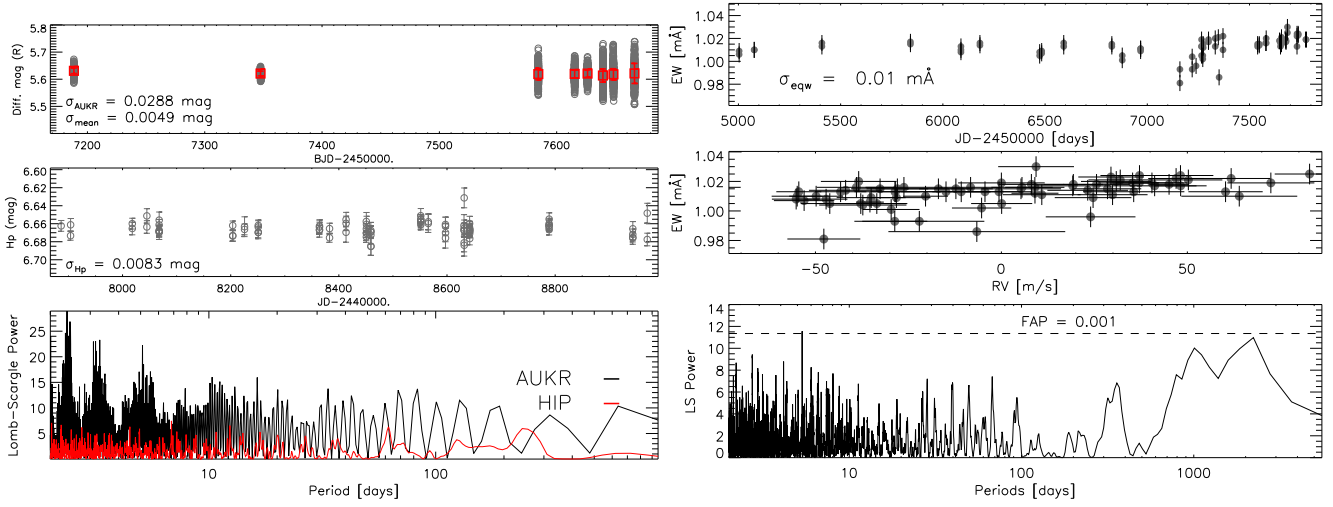 5.8
5.7
5.6
5.5
Diff. mag (R)
σAUKR = 0.0288 mag
σmean = 0.0049 mag
7200 7300 7400 7500 7600
BJD-2450000.
6.60
6.62
6.64
6.66
6.68
6.70
Hp (mag)
σHp = 0.0083 mag
8000 8200 8400 8600 8800
JD-2440000.
25
20
15
10
5
Lomb-Scargle Power
AUKR
HIP
10 100
Period [days]
1.04
1.02
1.00
0.98
EW [mÅ]
σeqw = 0.01 mÅ
5000 5500 6000 6500 7000 7500
JD-2450000 [days]
1.04
1.02
1.00
0.98
EW [mÅ]
-50 0 50
RV [m/s]
14
12
10
8
6
4
2
0
LS Power
FAP = 0.001
10 100 1000
Periods [days]